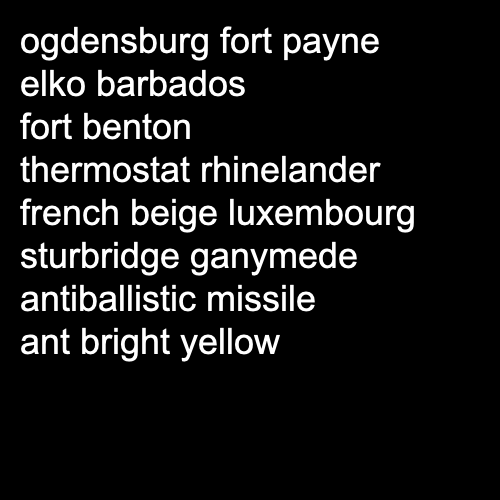 ogdensburg fort payne
elko barbados
fort benton
thermostat rhinelander
french beige luxembourg
sturbridge ganymede
antiballistic missile
ant bright yellow